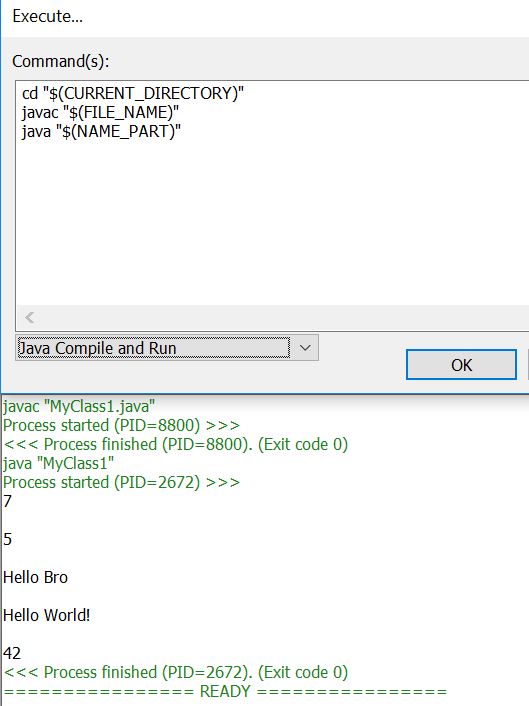 Execute...
Command(s):
cd "$(CURRENT_DIRECTORY)"
javac "$(FILE_NAME)"
java "$(NAME_PART)"
Java Compile and Run
OK
javac "MyClass1.java"
Process started (PID=8800) >>>
<<< Process finished (PID=8800). (Exit code 0)
java "MyClass1"
Process started (PID=2672) >>>
7
5
Hello Bro
Hello World!
42
<<< Process finished (PID=2672). (Exit code 0)
================ READY ================